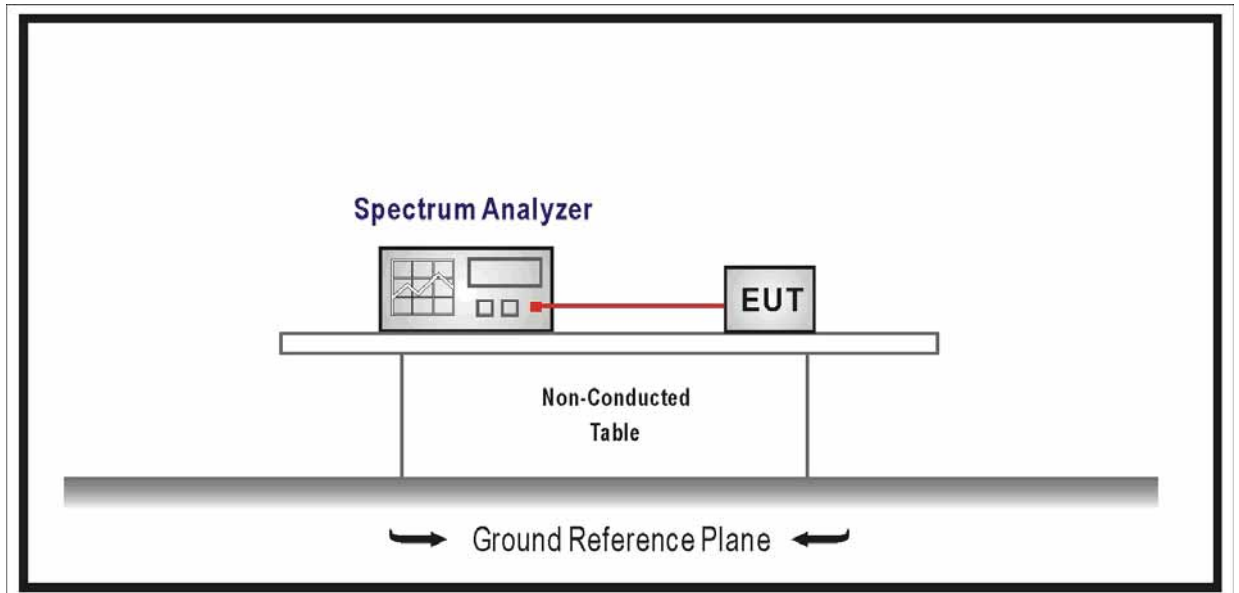 Spectrum Analyzer
EUT
Non-Conducted
Table
Ground Reference Plane